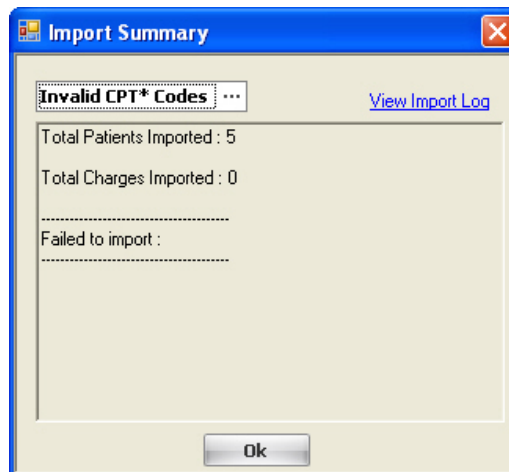 Import Summary
Invalid CPT* Codes ...
View Import Log
Total Patients Imported : 5
Total Charges Imported : 0
----------------------------------------
Failed to import :
----------------------------------------
Ok